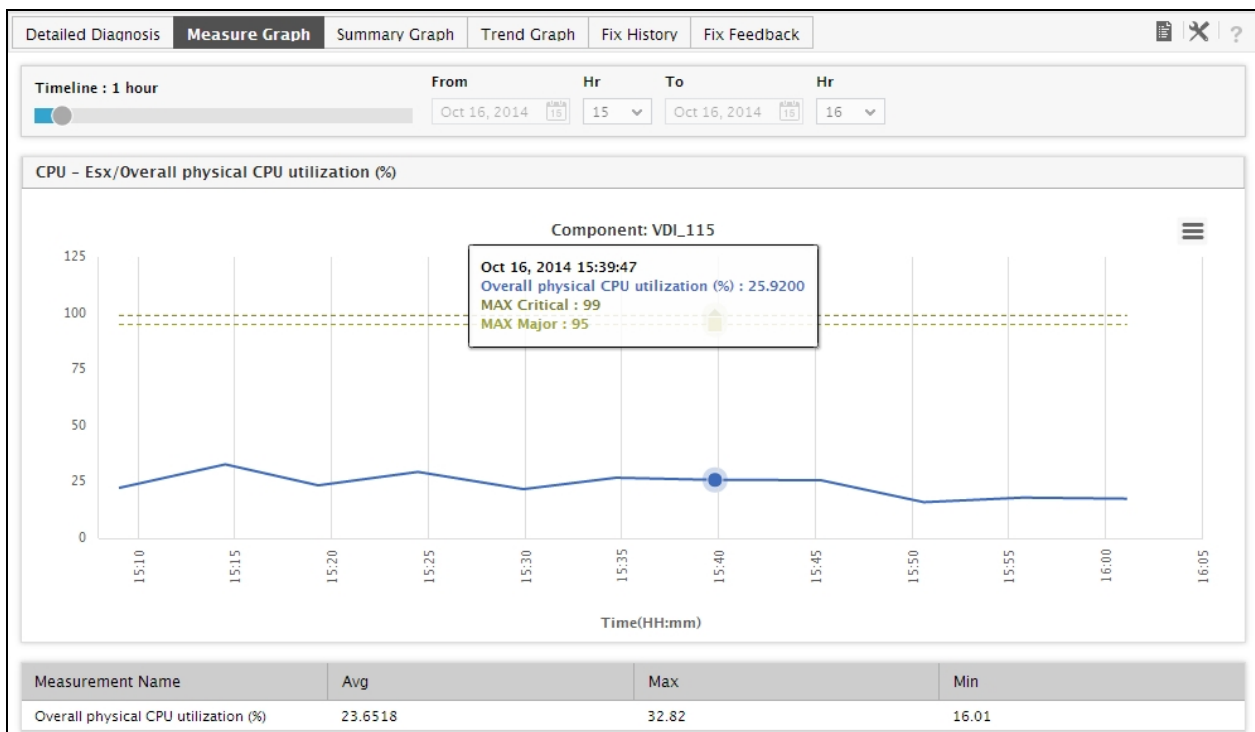 Detailed Diagnosis Measure Graph Summary Graph Trend Graph Fix History Fix Feedback ?
Timeline : 1 hour
From Hr To Hr
Oct 16, 2014 15 15 Oct 16, 2014 15 16
CPU - Esx/Overall physical CPU utilization (%)
Component: VDI_115
Oct 16, 2014 15:39:47
Overall physical CPU utilization (%) : 25.9200
MAX Critical : 99
MAX Major : 95
125
100
75
50
25
0
15:10 15:15 15:20 15:25 15:30 15:35 15:40 15:45 15:50 15:55 16:00 16:05
Time(HH:mm)
Measurement Name Avg Max Min
Overall physical CPU utilization (%) 23.6518 32.82 16.01